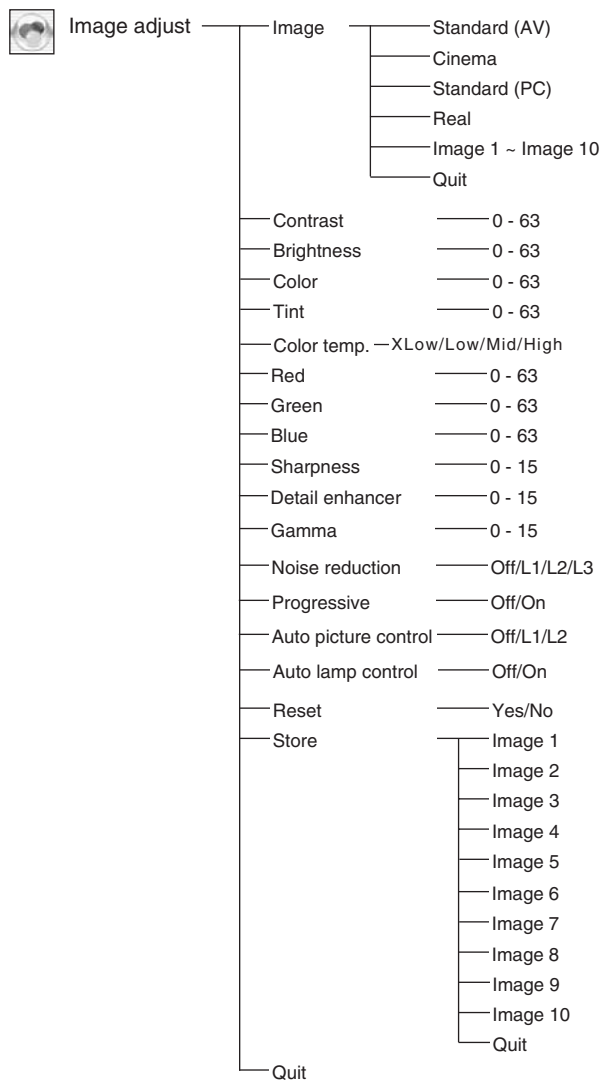 Image adjust Image Standard (AV)
Cinema
Standard (PC)
Real
Image 1 ~ Image 10
Quit
Contrast 0 - 63
Brightness 0 - 63
Color 0 - 63
Tint 0 - 63
Color temp. XLow/Low/Mid/High
Red 0 - 63
Green 0 - 63
Blue 0 - 63
Sharpness 0 - 15
Detail enhancer 0 - 15
Gamma 0 - 15
Noise reduction Off/L1/L2/L3
Progressive Off/On
Auto picture control Off/L1/L2
Auto lamp control Off/On
Reset Yes/No
Store Image 1
Image 2
Image 3
Image 4
Image 5
Image 6
Image 7
Image 8
Image 9
Image 10
Quit
Quit